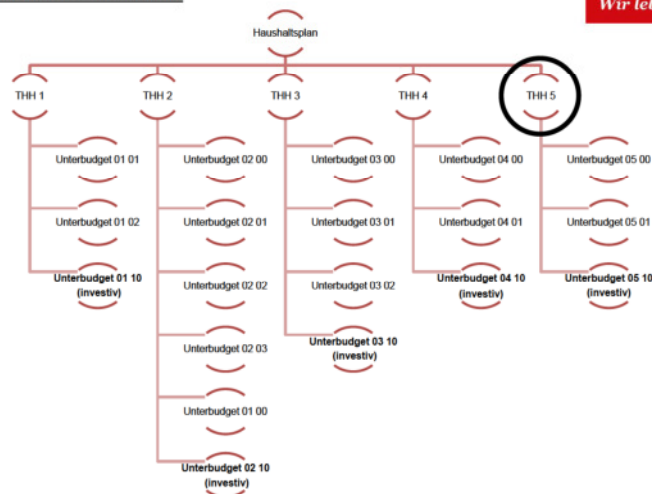 Wir
Haushaltsplan
THH 1
THH 2
THH 3
THH 4
THH 5
Unterbudget 01 01
Unterbudget 02 00
Unterbudget 03 00
Unterbudget 04 00
Unterbudget 05 00
Unterbudget 01 02
Unterbudget 02 01
Unterbudget 03 01
Unterbudget 04 01
Unterbudget 05 01
Unterbudget 01 10
(investiv)
Unterbudget 02 02
Unterbudget 03 02
Unterbudget 04 10
(investiv)
Unterbudget 05 10
(investiv)
Unterbudget 02 03
Unterbudget 03 10
(investiv)
Unterbudget 01 00
Unterbudget 02 10
(investiv)